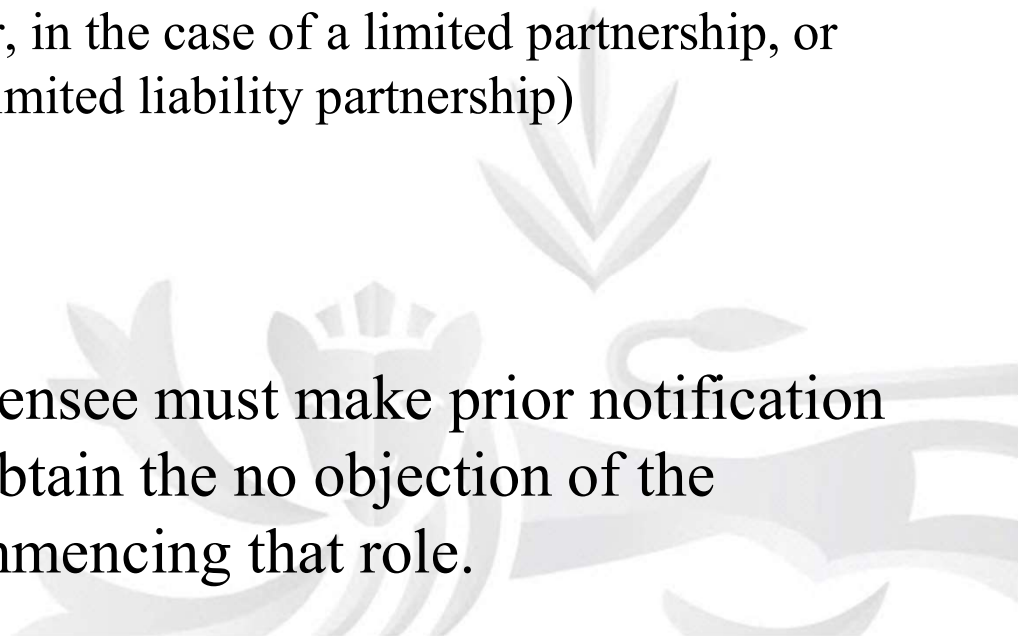 r, in the case of a limited partnership, or
imited liability partnership)
ensee must make prior notification
btain the no objection of the
mmencing that role.